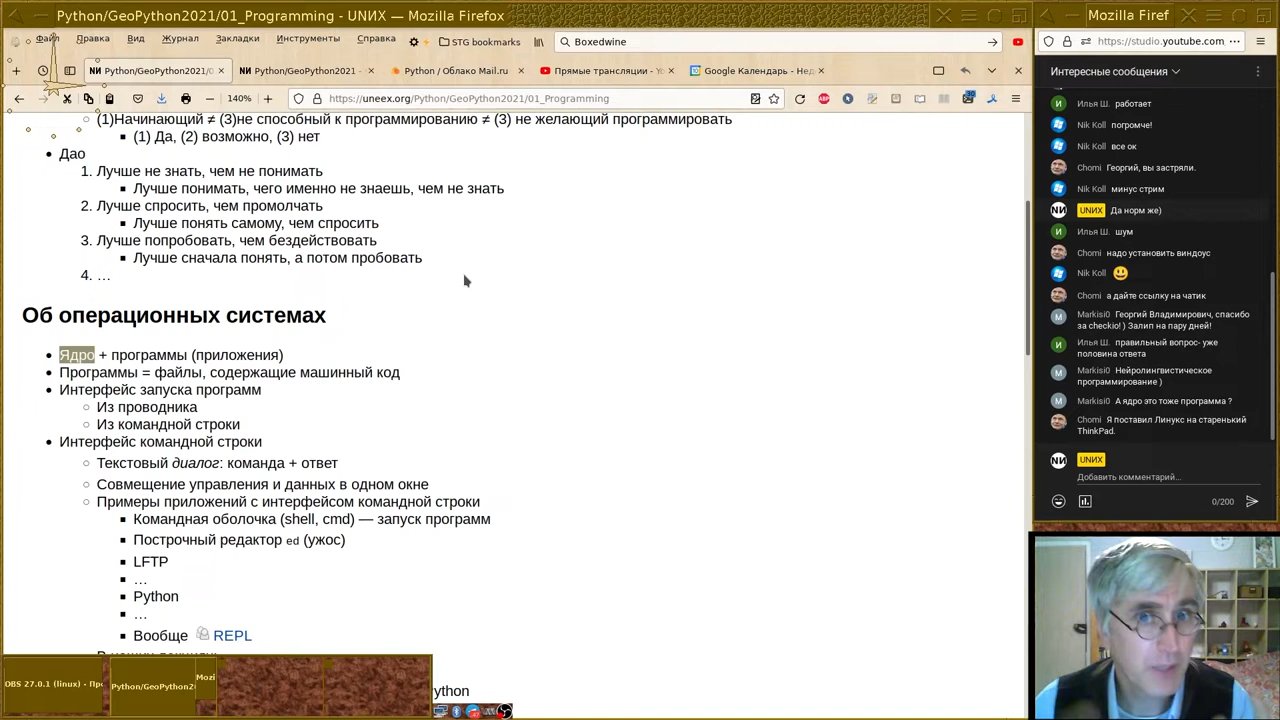 Python/GeoPython2021/01_Programming - UNИX — Mozilla Firefox
Файл Правка Вид Журнал Закладки Инструменты Справка STG bookmarks Boxedwine
Python/GeoPython2021/0
Python/GeoPython2021 -
Python / Облако Mail.ru
Прямые трансляции - Yo
Google Календарь - Нед
140%
https://uneex.org/Python/GeoPython2021/01_Programming
(1)Начинающий ≠ (3)не способный к программированию ≠ (3) не желающий программировать
(1) Да, (2) возможно, (3) нет
Дао
1. Лучше не знать, чем не понимать
Лучше понимать, чего именно не знаешь, чем не знать
2. Лучше спросить, чем промолчать
Лучше понять самому, чем спросить
3. Лучше попробовать, чем бездействовать
Лучше сначала понять, а потом пробовать
4. …
Об операционных системах
Ядро + программы (приложения)
Программы = файлы, содержащие машинный код
Интерфейс запуска программ
Из проводника
Из командной строки
Интерфейс командной строки
Текстовый диалог: команда + ответ
Совмещение управления и данных в одном окне
Примеры приложений с интерфейсом командной строки
Командная оболочка (shell, cmd) — запуск программ
Построчный редактор ed (ужос)
LFTP
…
Python
…
Вообще REPL
ython
OBS 27.0.1 (linux) - Про
Python/GeoPython2
Mozi
Mozilla Firef
https://studio.youtube.com
Интересные сообщения
Илья Ш. работает
Nik Koll погромче!
Nik Koll все ок
Chomi Георгий, вы застряли.
Nik Koll минус стрим
UNИX Да норм же)
Илья Ш. шум
Chomi надо установить виндоус
Nik Koll 😃
Chomi а дайте ссылку на чатик
Markisi0 Георгий Владимирович, спасибо
за checkio! ) Залип на пару дней!
Илья Ш. правильный вопрос- уже
половина ответа
Markisi0 Нейролингвистическое
программирование )
Markisi0 А ядро это тоже программа ?
Chomi Я поставил Линукс на старенький
ThinkPad.
UNИX
Добавить комментарий...
0/200